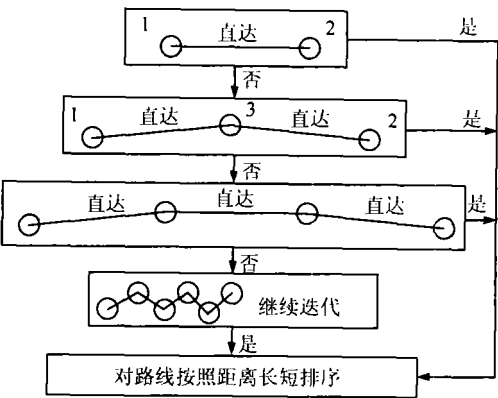 1 直达 2 是
否
1 直达 3 直达 2 是
否
直达 直达 直达 是
否
继续迭代
是
对路线按照距离长短排序